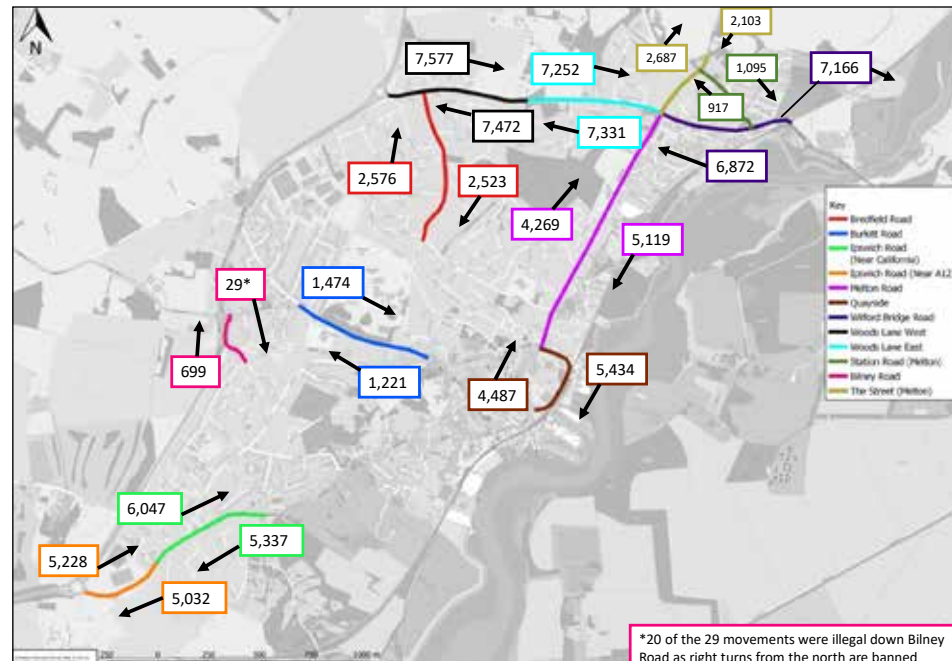 N
2,103
7,577
7,252
2,687
1,095
7,166
917
7,472
7,331
6,872
2,576
2,523
4,269
5,119
Key
Bredfield Road
Burkitt Road
Ipswich Road
(Near California)
Ipswich Road (Near A12
Melton Road
Quayside
Wilford Bridge Road
Woods Lane West
Woods Lane East
Station Road (Melton)
Bilney Road
The Street (Melton)
29*
1,474
699
1,221
4,487
5,434
6,047
5,228
5,337
5,032
250
500
750
1000 m
*20 of the 29 movements were illegal down Bilney
Road as right turns from the north are banned